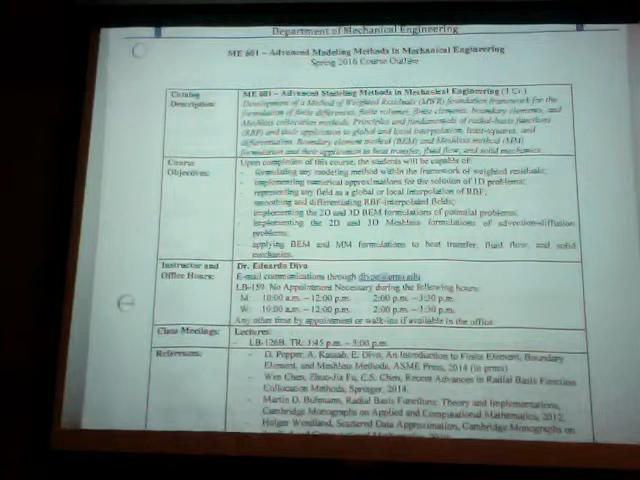 Department of Mechanical Engineering
ME 601 – Advanced Modeling Methods in Mechanical Engineering
Spring 2016 Course Outline
Catalog Description:
ME 601 – Advanced Modeling Methods in Mechanical Engineering (3 Cr.)
Development of a Method of Weighted Residuals (MWR) foundation framework for the
formulation of finite differences, finite volumes, finite elements, boundary elements, and
Meshless collocation methods. Principles and fundamentals of radial-basis functions
(RBF) and their application to global and local interpolation, least-squares, and
differentiation. Boundary element method (BEM) and Meshless method (MM)
formulation and their application to heat transfer, fluid flow, and solid mechanics.
Course Objectives:
Upon completion of this course, the students will be capable of:
- formulating any modeling method within the framework of weighted residuals;
- implementing numerical approximations for the solution of 1D problems;
- representing any field as a global or local interpolation of RBF;
- smoothing and differentiating RBF-interpolated fields;
- implementing the 2D and 3D BEM formulations of potential problems;
- implementing the 2D and 3D Meshless formulations of advection-diffusion
problems;
- applying BEM and MM formulations to heat transfer, fluid flow, and solid
mechanics.
Instructor and Office Hours:
Dr. Eduardo Divo
E-mail communications through divoe@erau.edu
LB-159: No Appointment Necessary during the following hours:
M: 10:00 a.m. – 12:00 p.m. 2:00 p.m. – 3:30 p.m.
W: 10:00 a.m. – 12:00 p.m. 2:00 p.m. – 3:30 p.m.
Any other time by appointment or walk-ins if available in the office
Class Meetings:
Lectures:
- LB-126B, TR: 3:45 p.m. – 5:00 p.m.
References:
- D. Pepper, A. Kassab, E. Divo, An Introduction to Finite Element, Boundary
Element, and Meshless Methods, ASME Press, 2014 (in press)
- Wen Chen, Zhuo-Jia Fu, C.S. Chen, Recent Advances in Radial Basis Function
Collocation Methods, Springer, 2014.
- Martin D. Buhmann, Radial Basis Functions: Theory and Implementations,
Cambridge Monographs on Applied and Computational Mathematics, 2012.
- Holger Wendland, Scattered Data Approximation, Cambridge Monographs on